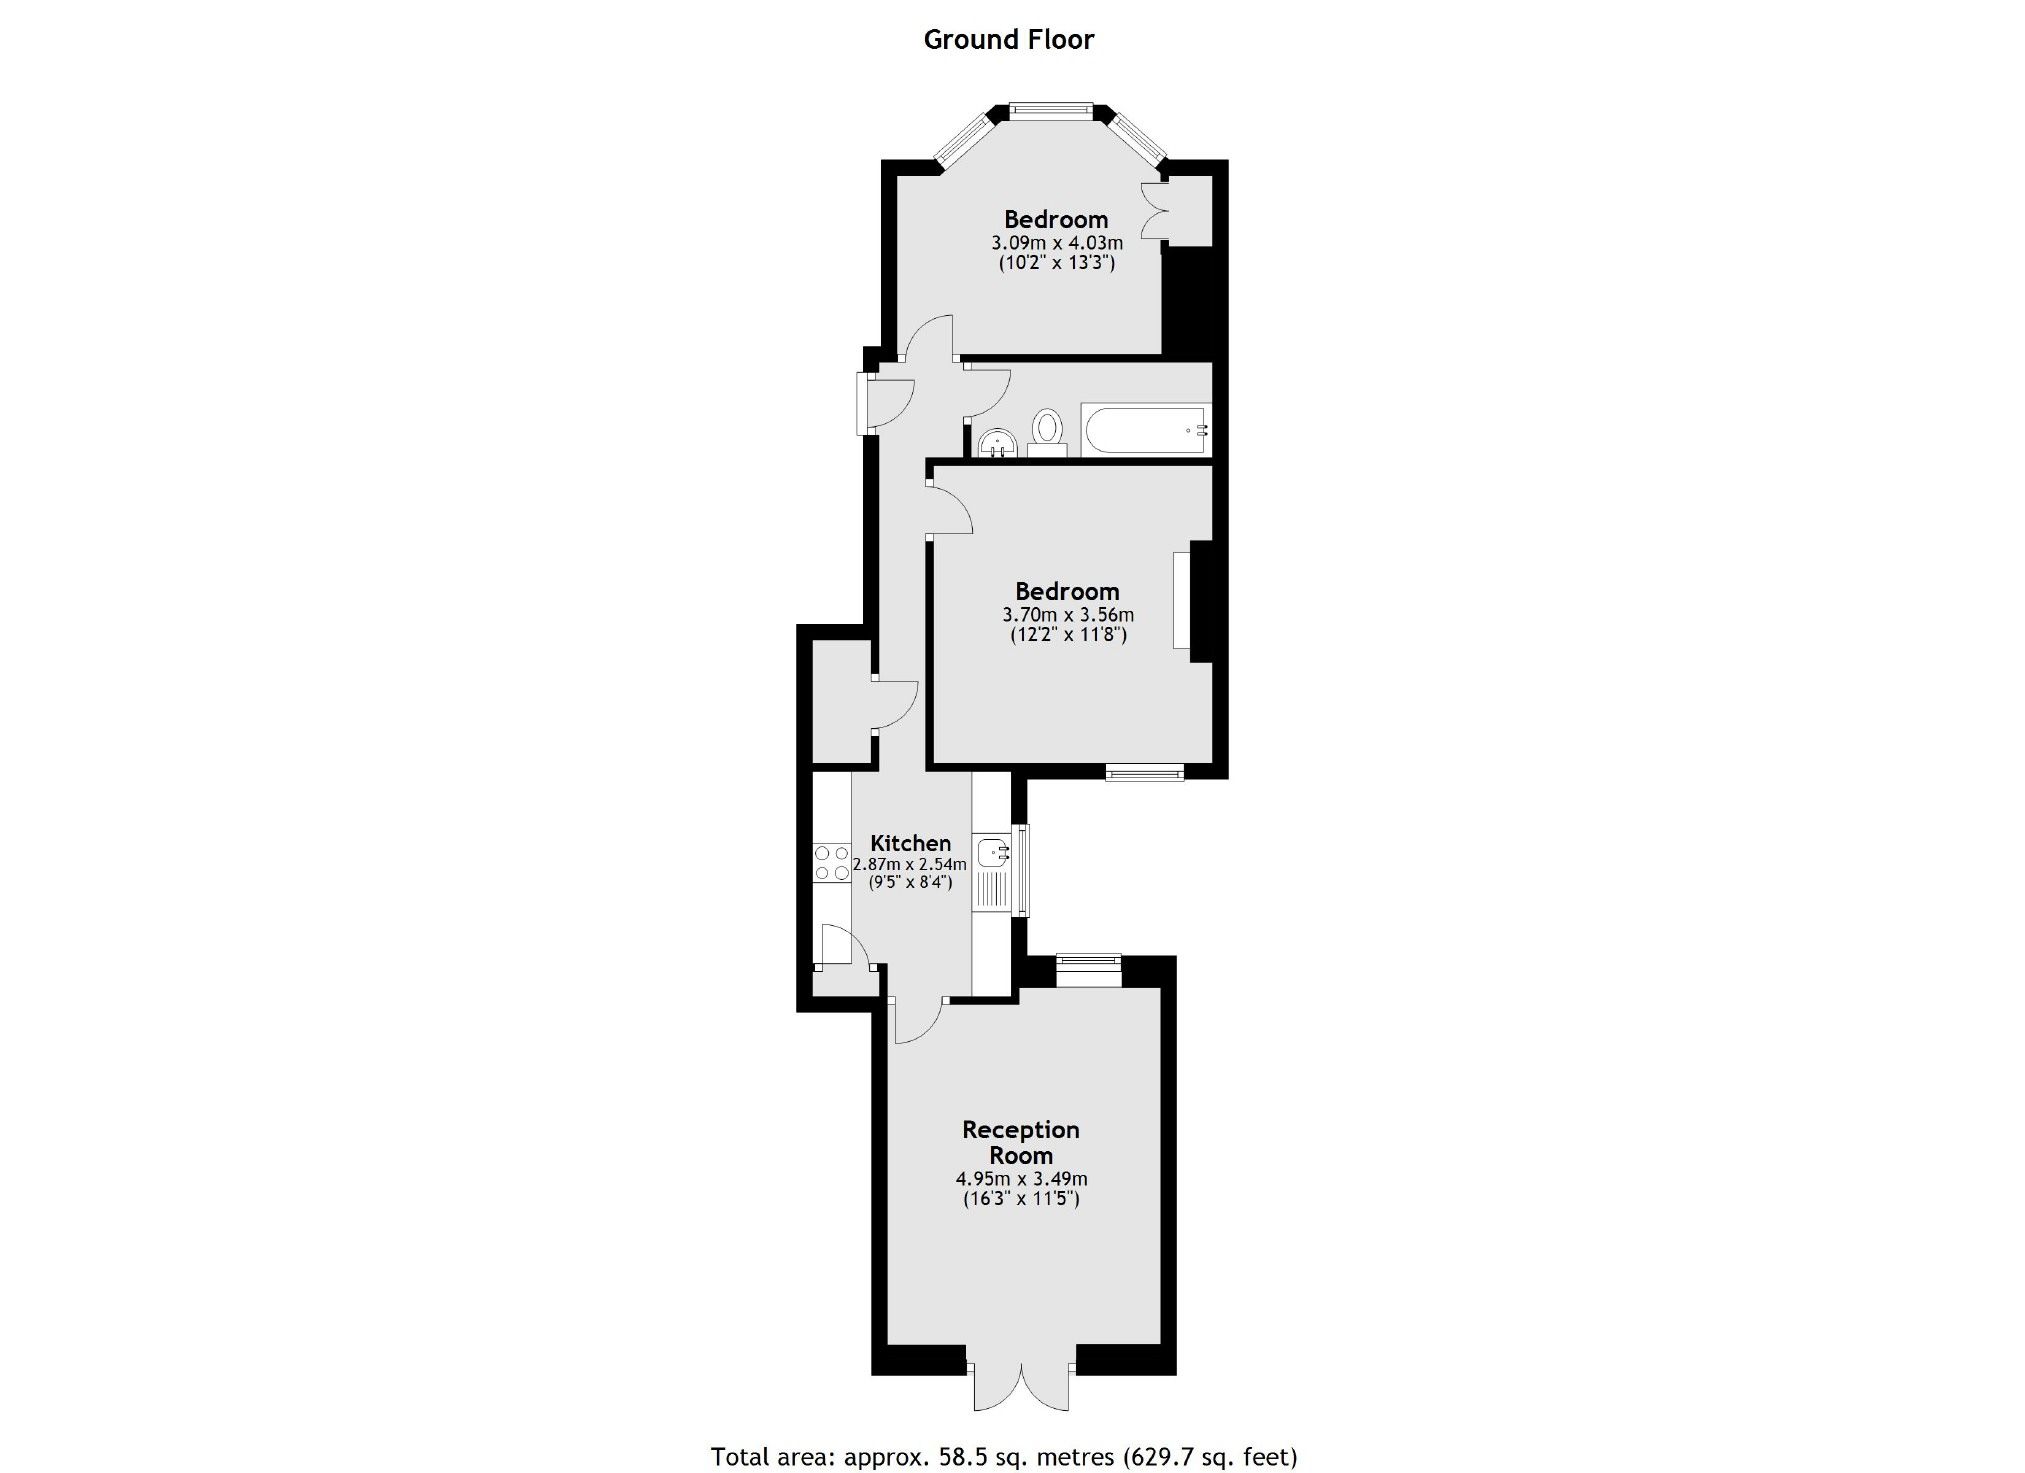 Ground Floor
Bedroom
3.09m x 4.03m
(10'2" x 13'3")
Bedroom
3.70m x 3.56m
(12'2" x 11'8")
Kitchen
2.87m x 2.54m
(9'5" x 8'4")
Reception
Room
4.95m x 3.49m
(16'3" x 11'5")
Total area: approx. 58.5 sq. metres (629.7 sq. feet)